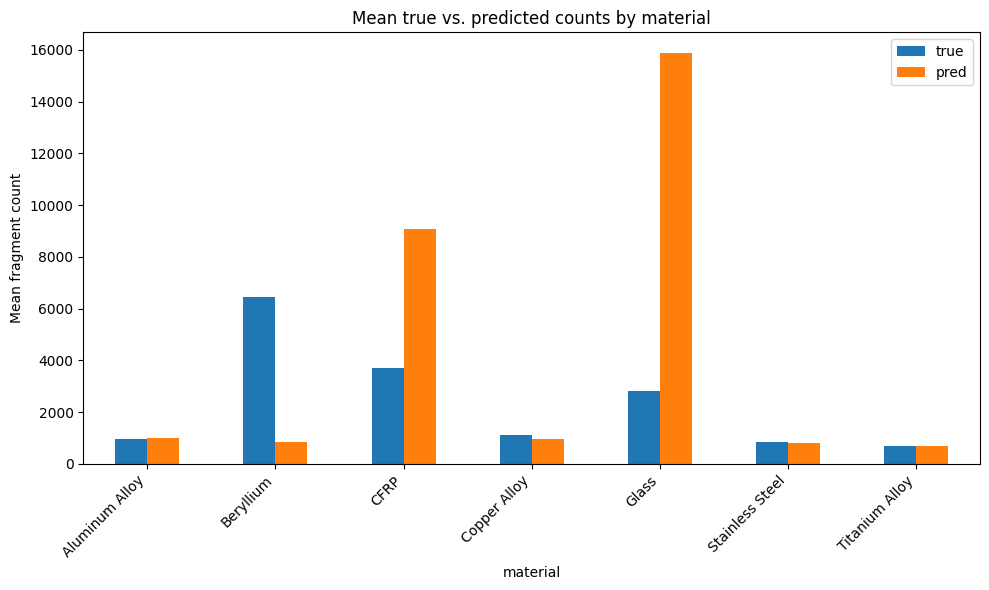 Mean true vs. predicted counts by material
true
pred
Mean fragment count
16000
14000
12000
10000
8000
6000
4000
2000
0
Aluminum Alloy
Beryllium
CFRP
Copper Alloy
Glass
Stainless Steel
Titanium Alloy
material